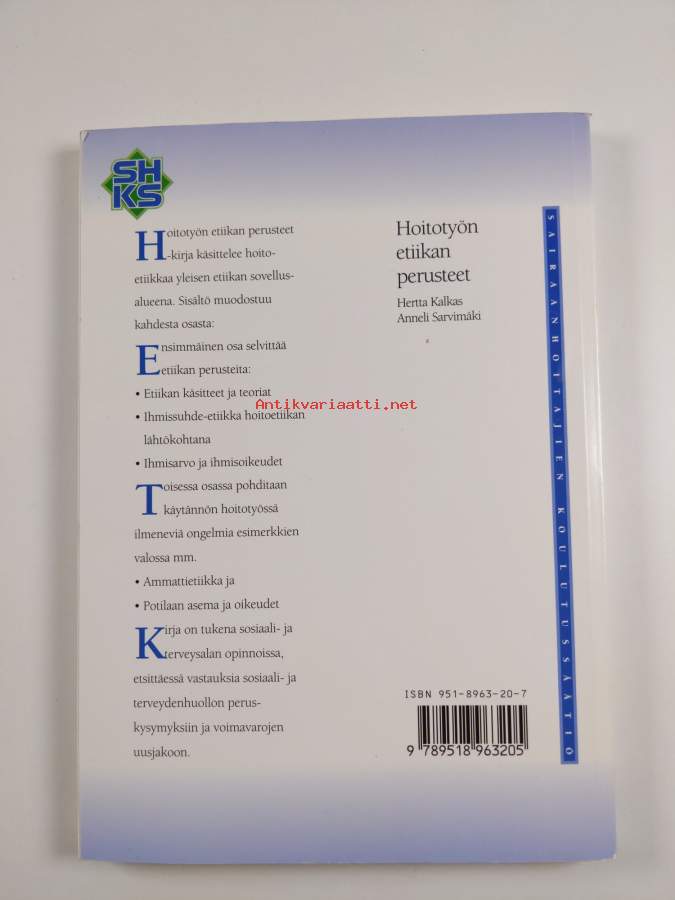 SH
KS
Hoitotyön etiikan perusteet
-kirja käsittelee hoito-
etiikkaa yleisen etiikan sovellus-
alueena. Sisältö muodostuu
kahdesta osasta:
Ensimmäinen osa selvittää
etiikan perusteita:
• Etiikan käsitteet ja teoriat
• Ihmissuhde-etiikka hoitoetiikan
lähtökohtana
• Ihmisarvo ja ihmisoikeudet
Toisessa osassa pohditaan
käytännön hoitotyössä
ilmeneviä ongelmia esimerkkien
valossa mm.
• Ammattietiikka ja
• Potilaan asema ja oikeudet
Kirja on tukena sosiaali- ja
terveysalan opinnoissa,
etsittäessä vastauksia sosiaali- ja
terveydenhuollon perus-
kysymyksiin ja voimavarojen
uusjakoon.
Hoitotyön
etiikan
perusteet
Hertta Kalkas
Anneli Sarvimäki
Antikvariaatti.net
ISBN 951-8963-20-7
9 789518 963205
SAIRAANHOITAJIEN KOULUTUSSÄÄTIÖ